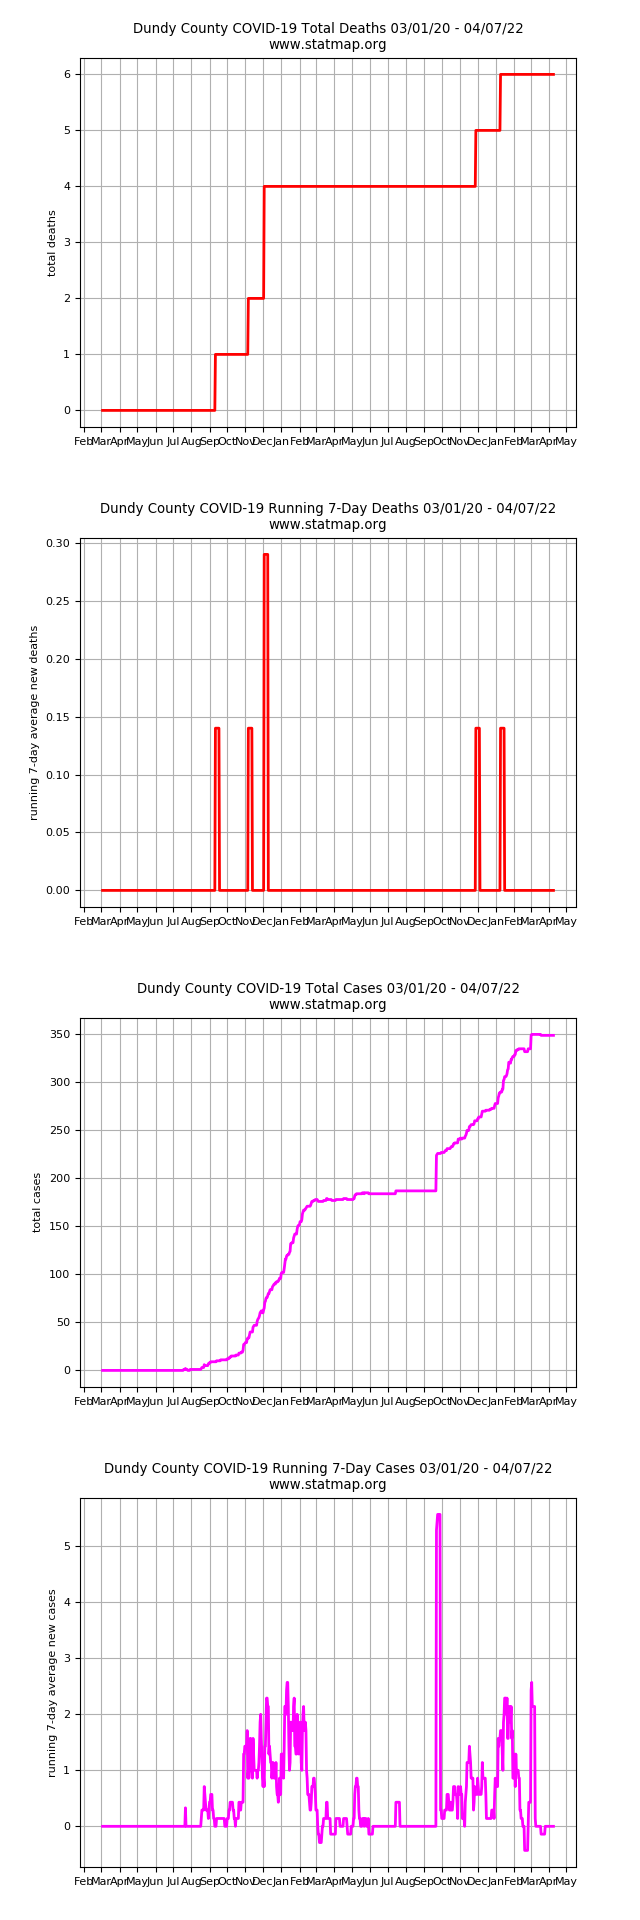 Dundy County COVID-19 Total Deaths 03/01/20 - 04/07/22
www.statmap.org
6
5
4
3
2
1
0
total deaths
Feb Mar Apr May Jun Jul Aug Sep Oct Nov Dec Jan Feb Mar Apr May Jun Jul Aug Sep Oct Nov Dec Jan Feb Mar Apr May
Dundy County COVID-19 Running 7-Day Deaths 03/01/20 - 04/07/22
www.statmap.org
0.30
0.25
0.20
0.15
0.10
0.05
0.00
running 7-day average new deaths
Feb Mar Apr May Jun Jul Aug Sep Oct Nov Dec Jan Feb Mar Apr May Jun Jul Aug Sep Oct Nov Dec Jan Feb Mar Apr May
Dundy County COVID-19 Total Cases 03/01/20 - 04/07/22
www.statmap.org
350
300
250
200
150
100
50
0
total cases
Feb Mar Apr May Jun Jul Aug Sep Oct Nov Dec Jan Feb Mar Apr May Jun Jul Aug Sep Oct Nov Dec Jan Feb Mar Apr May
Dundy County COVID-19 Running 7-Day Cases 03/01/20 - 04/07/22
www.statmap.org
5
4
3
2
1
0
running 7-day average new cases
Feb Mar Apr May Jun Jul Aug Sep Oct Nov Dec Jan Feb Mar Apr May Jun Jul Aug Sep Oct Nov Dec Jan Feb Mar Apr May